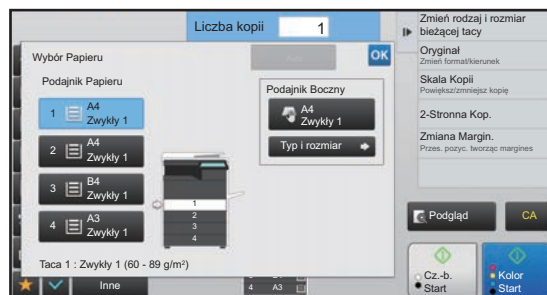 Liczba kopii 1
Wybór Papieru
Auto
OK
Podajnik Papieru
1 A4
Zwykły 1
2 A4
Zwykły 1
3 B4
Zwykły 1
4 A3
Zwykły 1
1
2
3
4
Podajnik Boczny
A4
Zwykły 1
Typ i rozmiar
Taca 1 : Zwykły 1 (60 - 89 g/m²)
Inne
4 A3
Zmień rodzaj i rozmiar
bieżącej tacy
Oryginał
Zmień format/kierunek
Skala Kopii
Powiększ/zmniejsz kopię
2-Stronna Kop.
Zmiana Margin.
Przes. pozyc. tworząc margines
Podgląd
CA
Cz.-b.
Start
Kolor
Start